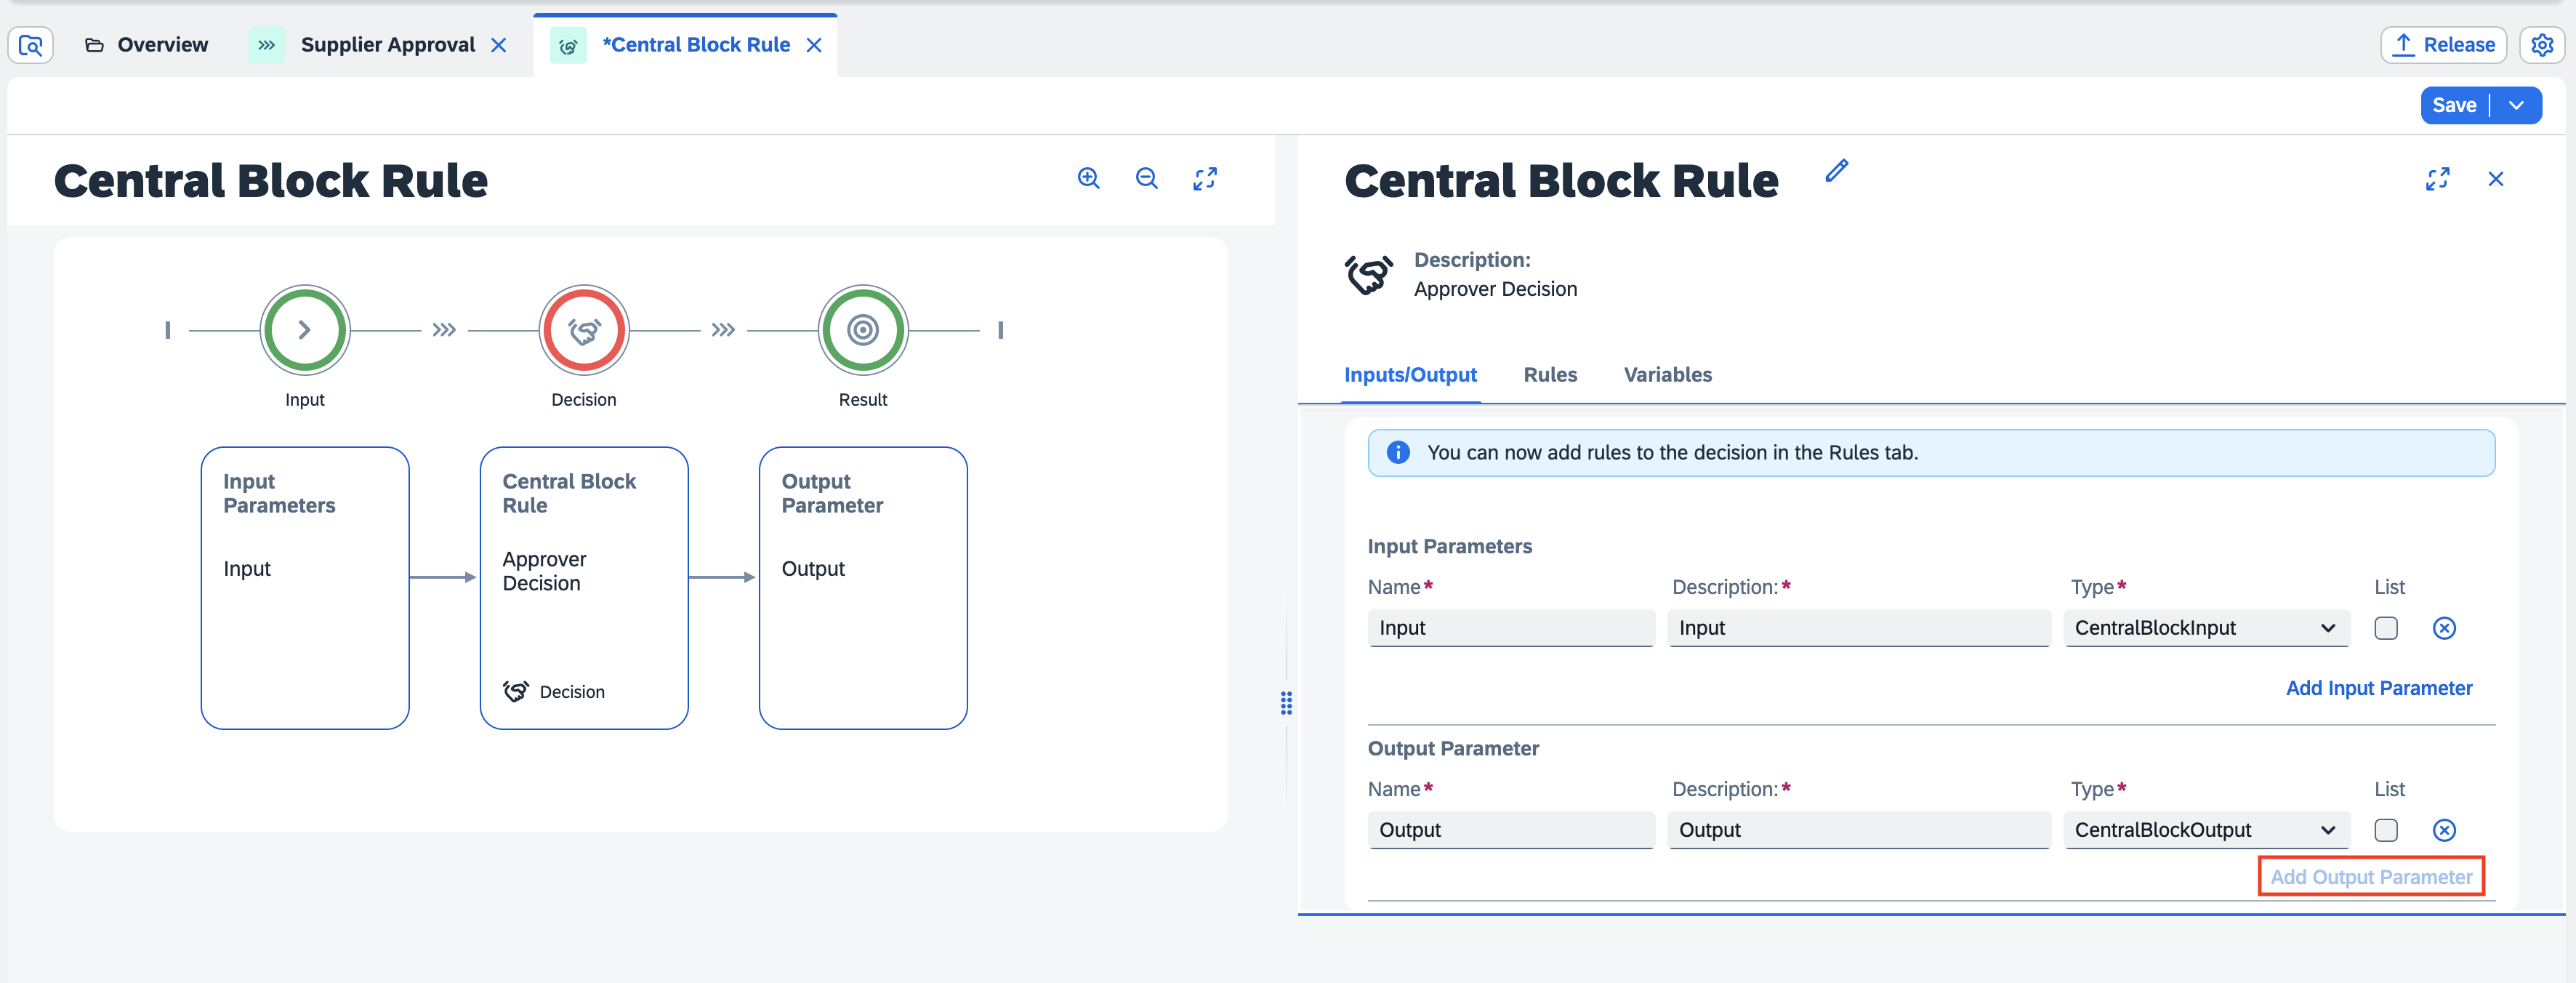 Overview
Supplier Approval
*Central Block Rule
Release
Save
Central Block Rule
Input
Decision
Result
Input
Parameters
Input
Central Block
Rule
Approver
Decision
Decision
Output
Parameter
Output
Central Block Rule
Description:
Approver Decision
Inputs/Output
Rules
Variables
You can now add rules to the decision in the Rules tab.
Input Parameters
Name* Description:* Type* List
Input Input CentralBlockInput
Add Input Parameter
Output Parameter
Name* Description:* Type* List
Output Output CentralBlockOutput
Add Output Parameter